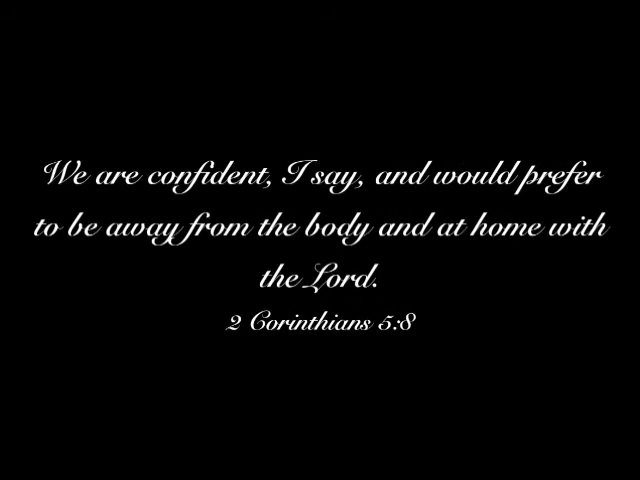 We are confident, I say, and would prefer
to be away from the body and at home with
the Lord.
2 Corinthians 5:8